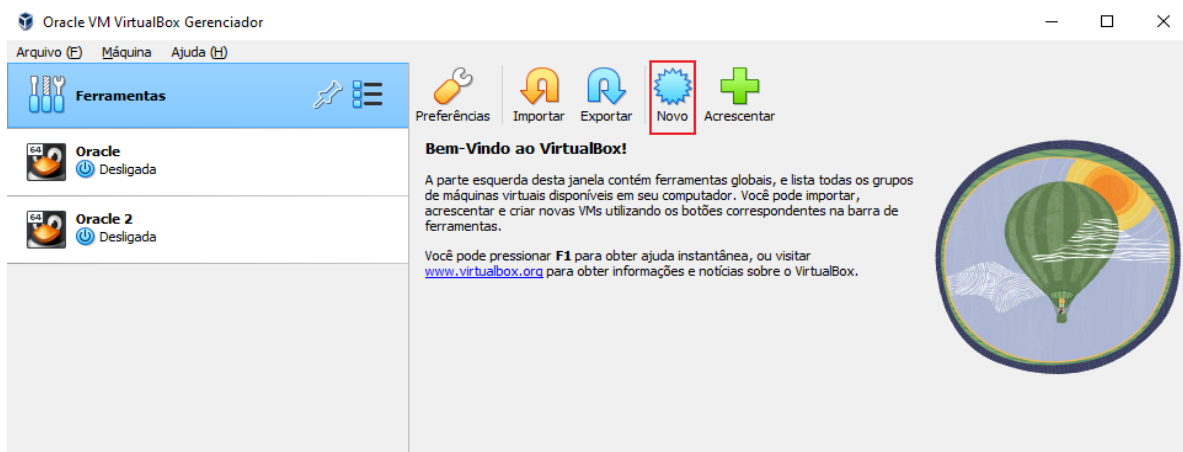 Oracle VM VirtualBox Gerenciador
Arquivo (F) Máquina Ajuda (H)
Ferramentas
Preferências Importar Exportar Novo Acrescentar
64 Oracle
Desligada
64 Oracle 2
Desligada
Bem-Vindo ao VirtualBox!
A parte esquerda desta janela contém ferramentas globais, e lista todas os grupos
de máquinas virtuais disponíveis em seu computador. Você pode importar,
acrescentar e criar novas VMs utilizando os botões correspondentes na barra de
ferramentas.
Você pode pressionar F1 para obter ajuda instantânea, ou visitar
www.virtualbox.org para obter informações e notícias sobre o VirtualBox.